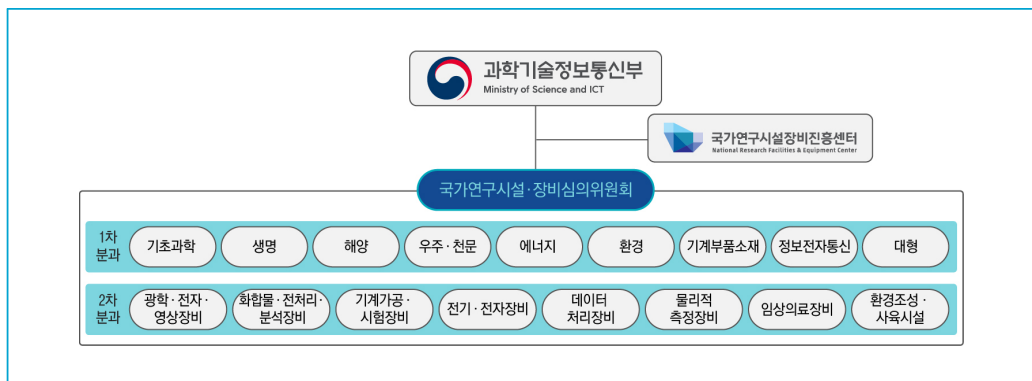 과학기술정보통신부
Ministry of Science and ICT
국가연구시설장비진흥센터
National Research Facilities & Equipment Center
국가연구시설·장비심의위원회
1차
분과
기초과학
생명
해양
우주·천문
에너지
환경
기계부품소재
정보전자통신
대형
2차
분과
광학·전자·
영상장비
화합물·전처리·
분석장비
기계가공·
시험장비
전기·전자장비
데이터
처리장비
물리적
측정장비
임상의료장비
환경조성·
사육시설